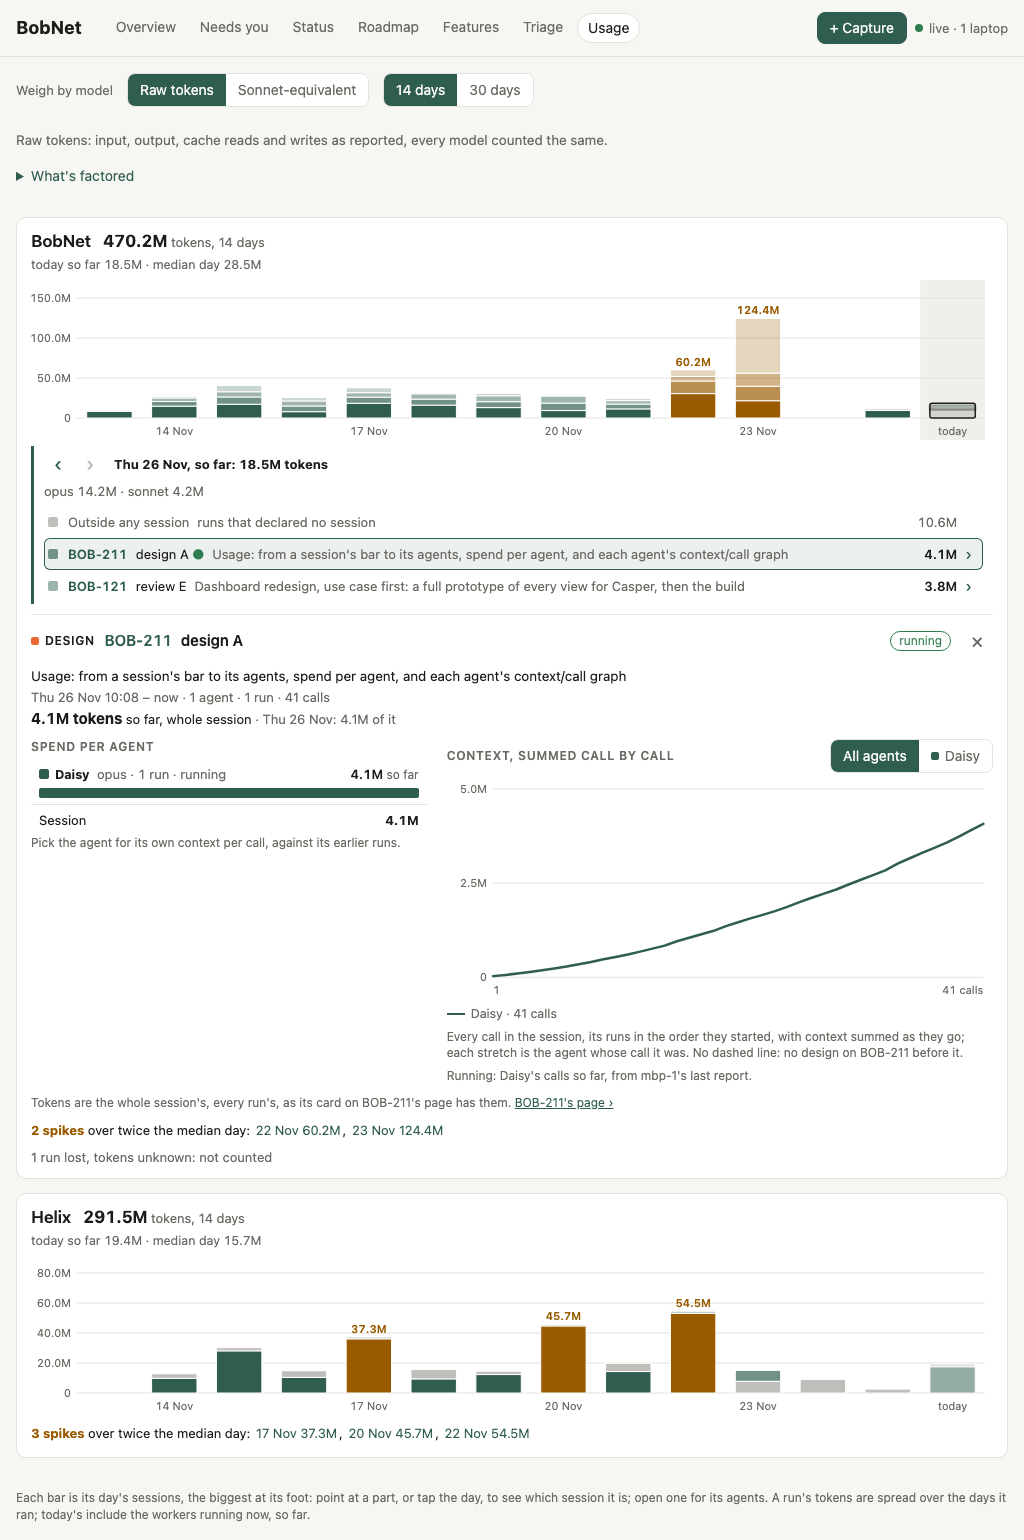 BobNet
Overview
Needs you
Status
Roadmap
Features
Triage
Usage
+ Capture
live · 1 laptop
Weigh by model
Raw tokens
Sonnet-equivalent
14 days
30 days
Raw tokens: input, output, cache reads and writes as reported, every model counted the same.
▶ What's factored
BobNet 470.2M tokens, 14 days
today so far 18.5M · median day 28.5M
150.0M
100.0M
50.0M
0
60.2M
124.4M
14 Nov
17 Nov
20 Nov
23 Nov
today
‹ › Thu 26 Nov, so far: 18.5M tokens
opus 14.2M · sonnet 4.2M
Outside any session runs that declared no session 10.6M
BOB-211 design A Usage: from a session's bar to its agents, spend per agent, and each agent's context/call graph 4.1M ›
BOB-121 review E Dashboard redesign, use case first: a full prototype of every view for Casper, then the build 3.8M ›
DESIGN BOB-211 design A
running ×
Usage: from a session's bar to its agents, spend per agent, and each agent's context/call graph
Thu 26 Nov 10:08 – now · 1 agent · 1 run · 41 calls
4.1M tokens so far, whole session · Thu 26 Nov: 4.1M of it
SPEND PER AGENT
Daisy opus · 1 run · running 4.1M so far
Session 4.1M
Pick the agent for its own context per call, against its earlier runs.
CONTEXT, SUMMED CALL BY CALL
All agents
Daisy
5.0M
2.5M
0
1
41 calls
Daisy · 41 calls
Every call in the session, its runs in the order they started, with context summed as they go;
each stretch is the agent whose call it was. No dashed line: no design on BOB-211 before it.
Running: Daisy's calls so far, from mbp-1's last report.
Tokens are the whole session's, every run's, as its card on BOB-211's page has them. BOB-211's page ›
2 spikes over twice the median day: 22 Nov 60.2M, 23 Nov 124.4M
1 run lost, tokens unknown: not counted
Helix 291.5M tokens, 14 days
today so far 19.4M · median day 15.7M
80.0M
60.0M
40.0M
20.0M
0
37.3M
45.7M
54.5M
14 Nov
17 Nov
20 Nov
23 Nov
today
3 spikes over twice the median day: 17 Nov 37.3M, 20 Nov 45.7M, 22 Nov 54.5M
Each bar is its day's sessions, the biggest at its foot: point at a part, or tap the day, to see which session it is; open one for its agents. A run's tokens are spread over the days it
ran; today's include the workers running now, so far.